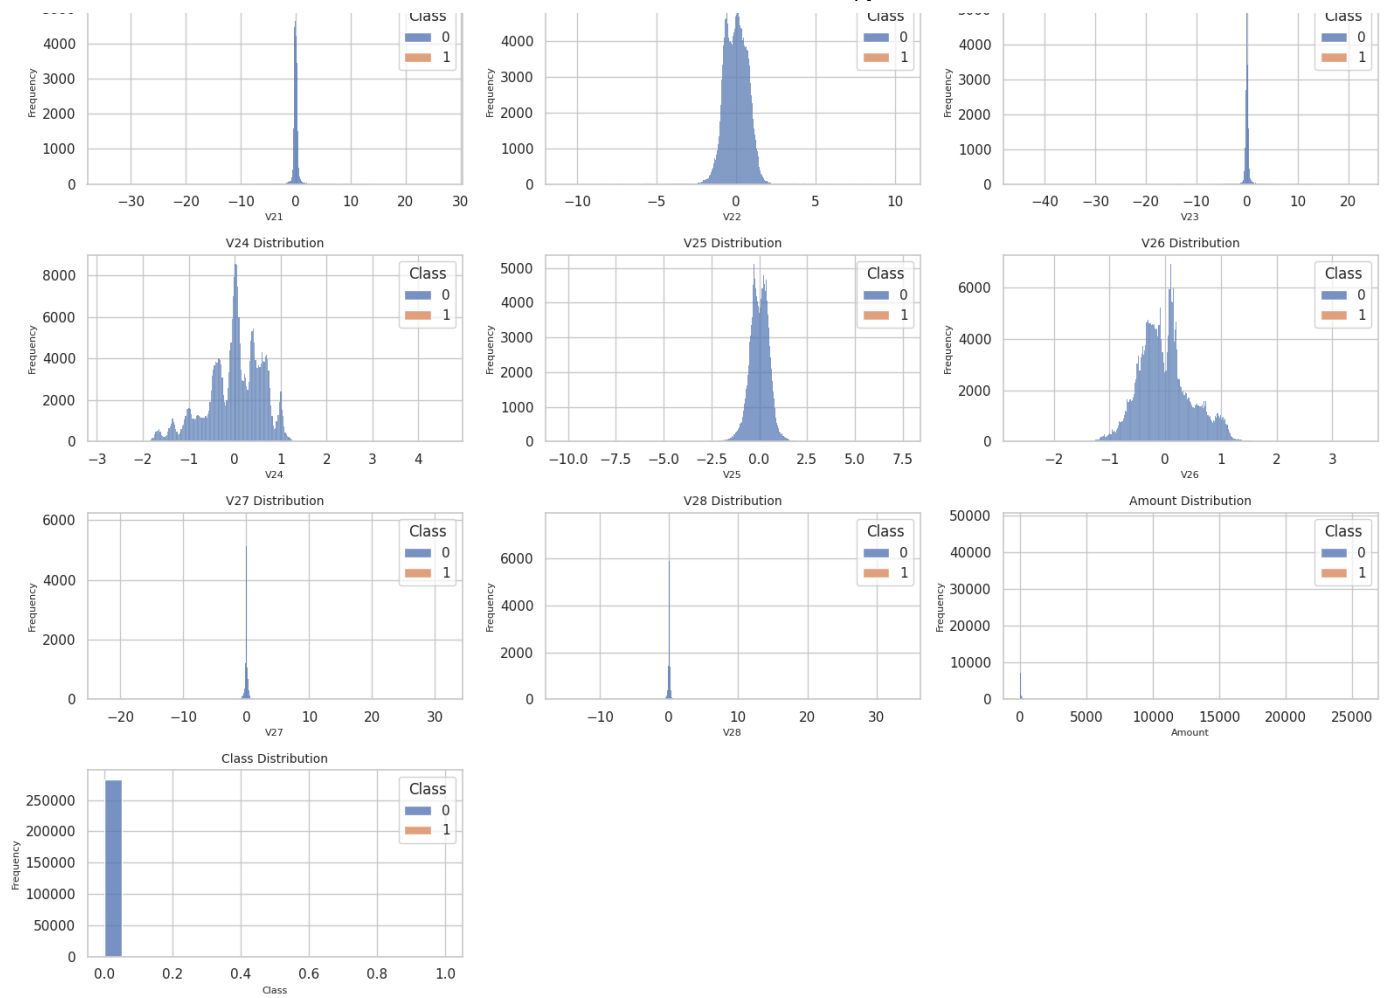 Class
0
1
5000
4000
3000
2000
1000
0
Frequency
−30 −20 −10 0 10 20 30
V21
Class
0
1
4000
3000
2000
1000
0
Frequency
−10 −5 0 5 10
V22
Class
0
1
5000
4000
3000
2000
1000
0
Frequency
−40 −30 −20 −10 0 10 20
V23
V24 Distribution
Class
0
1
8000
6000
4000
2000
0
Frequency
−3 −2 −1 0 1 2 3 4
V24
V25 Distribution
Class
0
1
5000
4000
3000
2000
1000
0
Frequency
−10.0 −7.5 −5.0 −2.5 0.0 2.5 5.0 7.5
V25
V26 Distribution
Class
0
1
6000
4000
2000
0
Frequency
−2 −1 0 1 2 3
V26
V27 Distribution
Class
0
1
6000
4000
2000
0
Frequency
−20 −10 0 10 20 30
V27
V28 Distribution
Class
0
1
6000
4000
2000
0
Frequency
−10 0 10 20 30
V28
Amount Distribution
Class
0
1
50000
40000
30000
20000
10000
0
Frequency
0 5000 10000 15000 20000 25000
Amount
Class Distribution
Class
0
1
250000
200000
150000
100000
50000
0
Frequency
0.0 0.2 0.4 0.6 0.8 1.0
Class